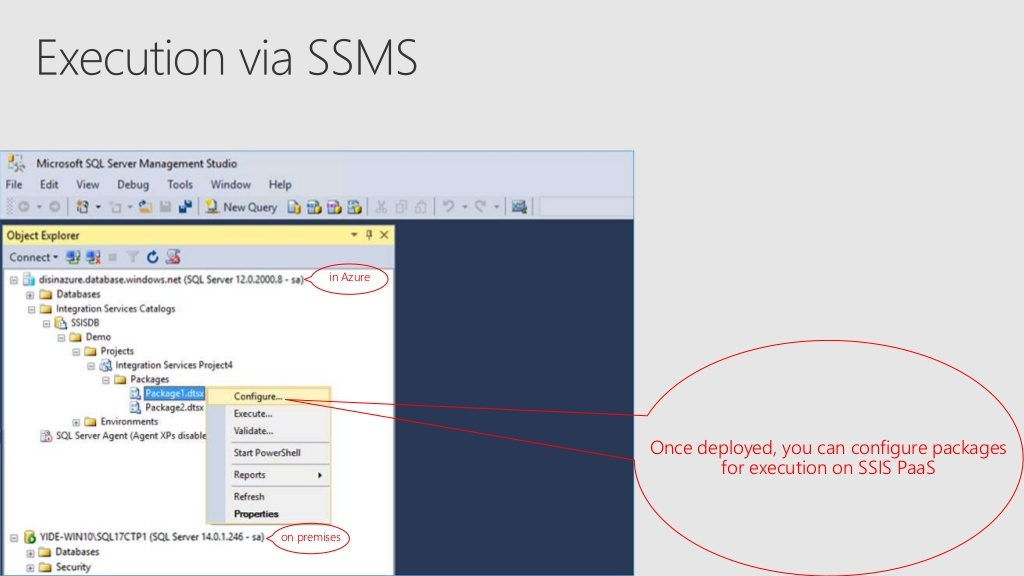 Execution via SSMS
Microsoft SQL Server Management Studio
File Edit View Debug Tools Window Help
New Query
Object Explorer
Connect
disinazure.database.windows.net (SQL Server 12.0.2000.8 - sa)
in Azure
Databases
Integration Services Catalogs
SSISDB
Demo
Projects
Integration Services Project4
Packages
Package1.dtsx
Package2.dtsx
Environments
SQL Server Agent (Agent XPs disable
Configure...
Execute...
Validate...
Start PowerShell
Reports
Refresh
Properties
Once deployed, you can configure packages
for execution on SSIS PaaS
YIDE-WIN10\SQL17CTP1 (SQL Server 14.0.1.246 - sa)
on premises
Databases
Security